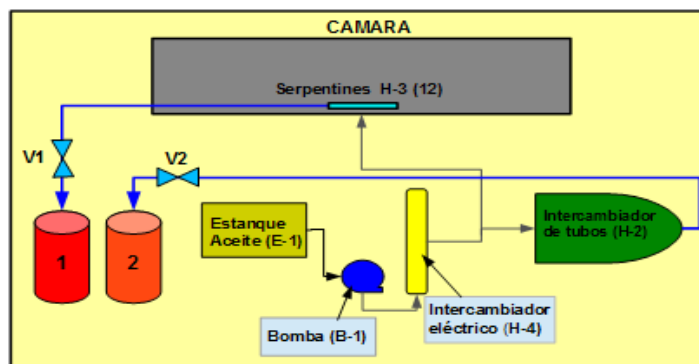 CAMARA
Serpentines H-3 (12)
V1
V2
1
2
Estanque
Aceite (E-1)
Intercambiador
de tubos (H-2)
Bomba (B-1)
Intercambiador
eléctrico (H-4)